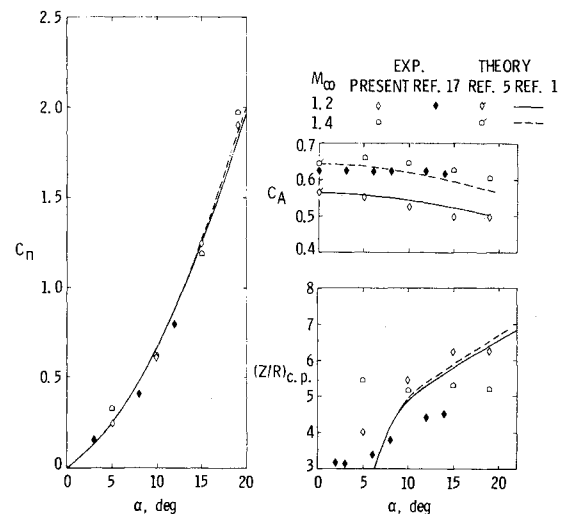 EXP. THEORY
M∞ PRESENT REF. 17 REF. 5 REF. 1
1.2
1.4
2.5
2.0
1.5
1.0
0.5
0
Cn
0 5 10 15 20
α, deg
0.7
0.6
0.5
0.4
CA
8
7
6
5
4
3
(Z/R)c.p.
0 5 10 15 20
α, deg